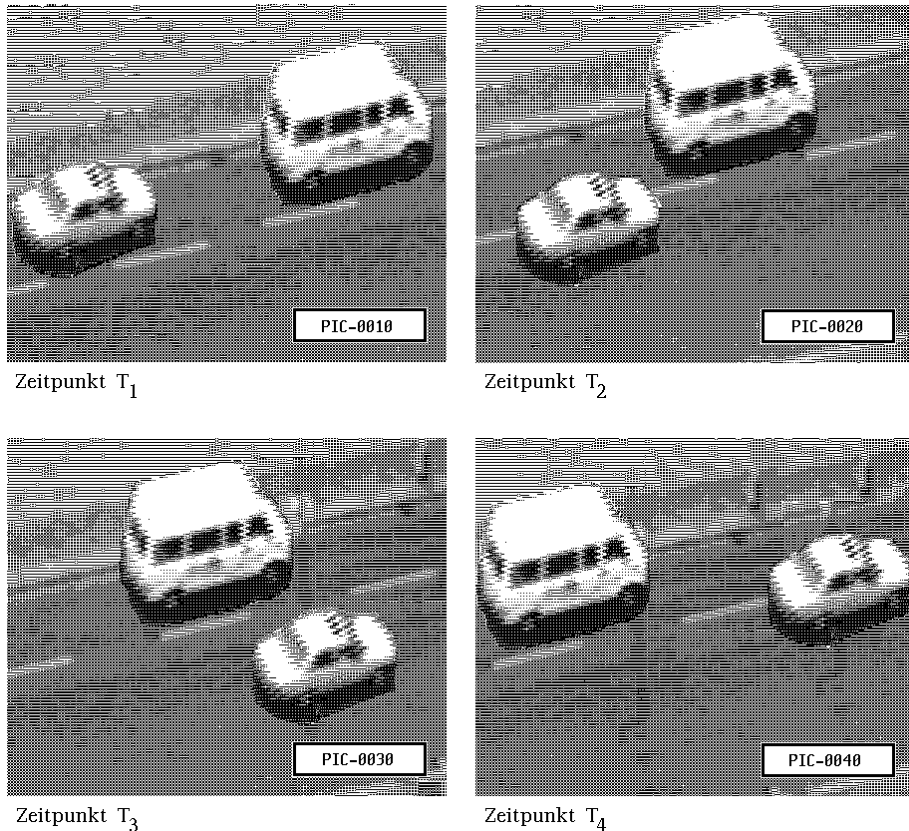 PIC-0010
PIC-0020
Zeitpunkt T1
Zeitpunkt T2
PIC-0030
PIC-0040
Zeitpunkt T3
Zeitpunkt T4